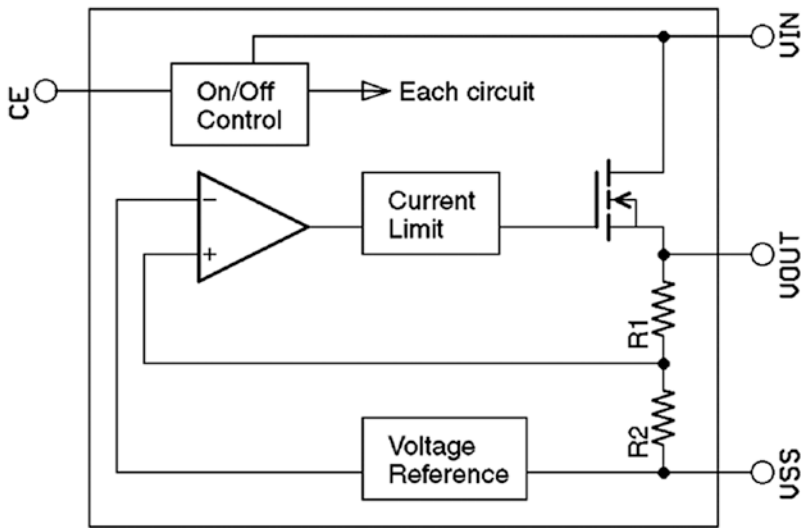 VIN
CE
On/Off
Control
Each circuit
−
+
Current
Limit
VOUT
R1
R2
Voltage
Reference
VSS